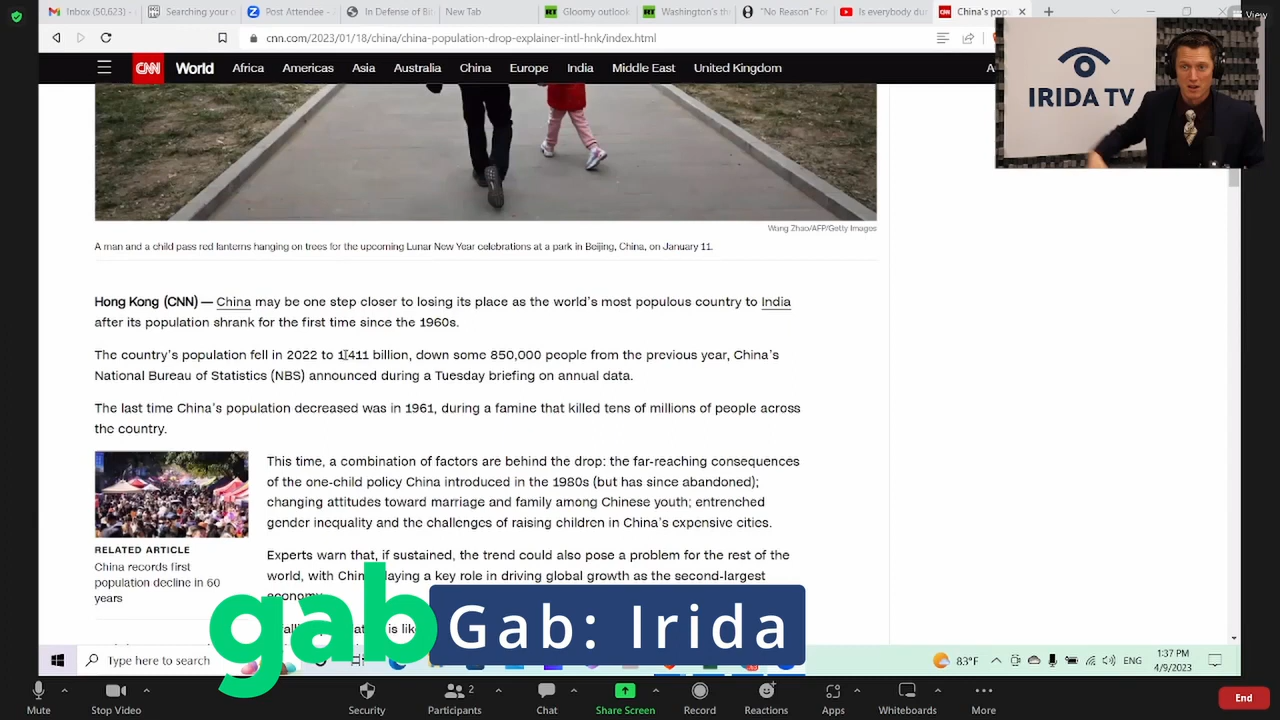 Inbox (50,623) -
Searching your
Post Attendee -
In Defense of Bit
New Tab
Gloomy outlook
Washington's th
"No Reason" For
Is everybody du
China's pop
View
cnn.com/2023/01/18/china/china-population-drop-explainer-intl-hnk/index.html
CNN World Africa Americas Asia Australia China Europe India Middle East United Kingdom
IRIDA TV
Wang Zhao/AFP/Getty Images
A man and a child pass red lanterns hanging on trees for the upcoming Lunar New Year celebrations at a park in Beijing, China, on January 11.
Hong Kong (CNN) — China may be one step closer to losing its place as the world's most populous country to India
after its population shrank for the first time since the 1960s.
The country's population fell in 2022 to 1.411 billion, down some 850,000 people from the previous year, China's
National Bureau of Statistics (NBS) announced during a Tuesday briefing on annual data.
The last time China's population decreased was in 1961, during a famine that killed tens of millions of people across
the country.
This time, a combination of factors are behind the drop: the far-reaching consequences
of the one-child policy China introduced in the 1980s (but has since abandoned);
changing attitudes toward marriage and family among Chinese youth; entrenched
gender inequality and the challenges of raising children in China's expensive cities.
RELATED ARTICLE
China records first
population decline in 60
years
Experts warn that, if sustained, the trend could also pose a problem for the rest of the
world, with China playing a key role in driving global growth as the second-largest
economy.
gab
Gab: Irida
Type here to search
83°F
ENG
1:37 PM
4/9/2023
Mute
Stop Video
Security
2
Participants
Chat
Share Screen
Record
Reactions
Apps
Whiteboards
More
End